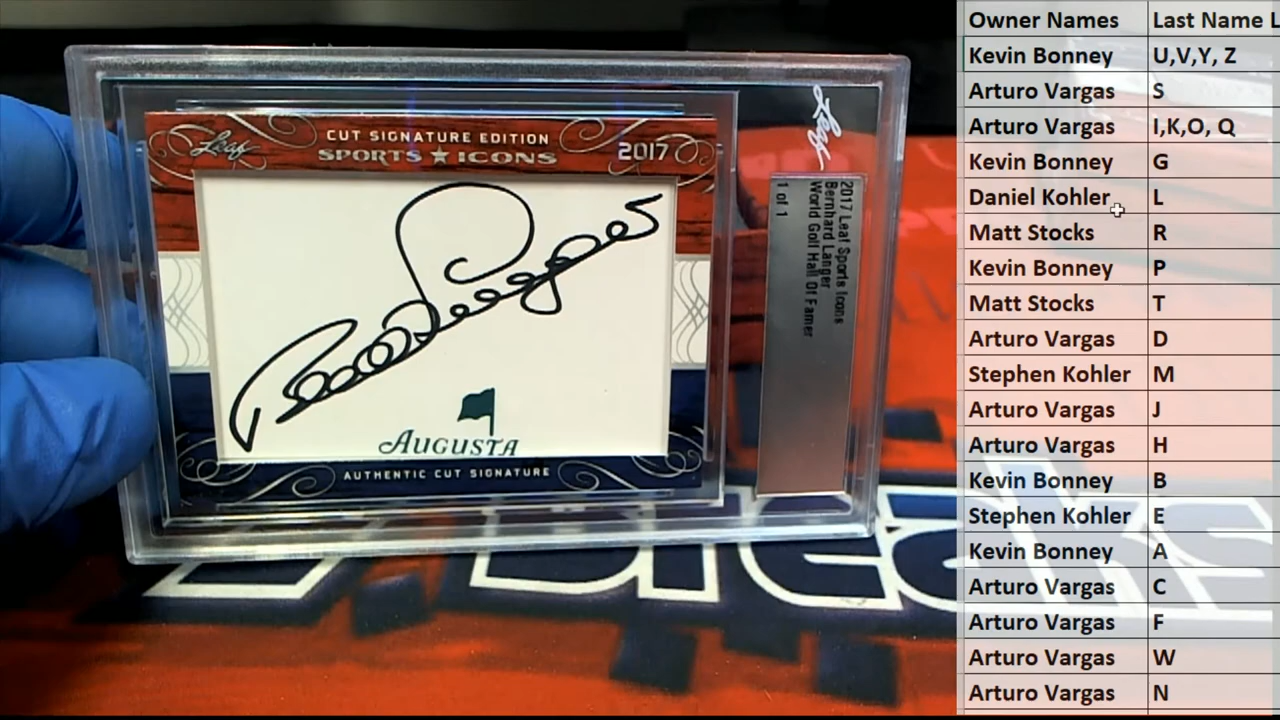 Leaf
CUT SIGNATURE EDITION
SPORTS ★ ICONS
2017
AUGUSTA
AUTHENTIC CUT SIGNATURE
Leaf
2017 Leaf Sports Icons
Bernhard Langer
World Golf Hall Of Famer
1 of 1
Breaks
Owner Names Last Name L
Kevin Bonney U,V,Y, Z
Arturo Vargas S
Arturo Vargas I,K,O, Q
Kevin Bonney G
Daniel Kohler L
Matt Stocks R
Kevin Bonney P
Matt Stocks T
Arturo Vargas D
Stephen Kohler M
Arturo Vargas J
Arturo Vargas H
Kevin Bonney B
Stephen Kohler E
Kevin Bonney A
Arturo Vargas C
Arturo Vargas F
Arturo Vargas W
Arturo Vargas N